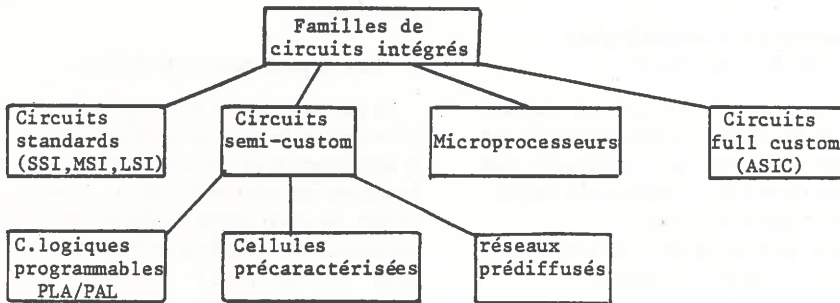 Familles de
circuits intégrés
Circuits
standards
(SSI,MSI,LSI)
Circuits
semi-custom
Microprocesseurs
Circuits
full custom
(ASIC)
C.logiques
programmables
PLA/PAL
Cellules
précaractérisées
réseaux
prédiffusés